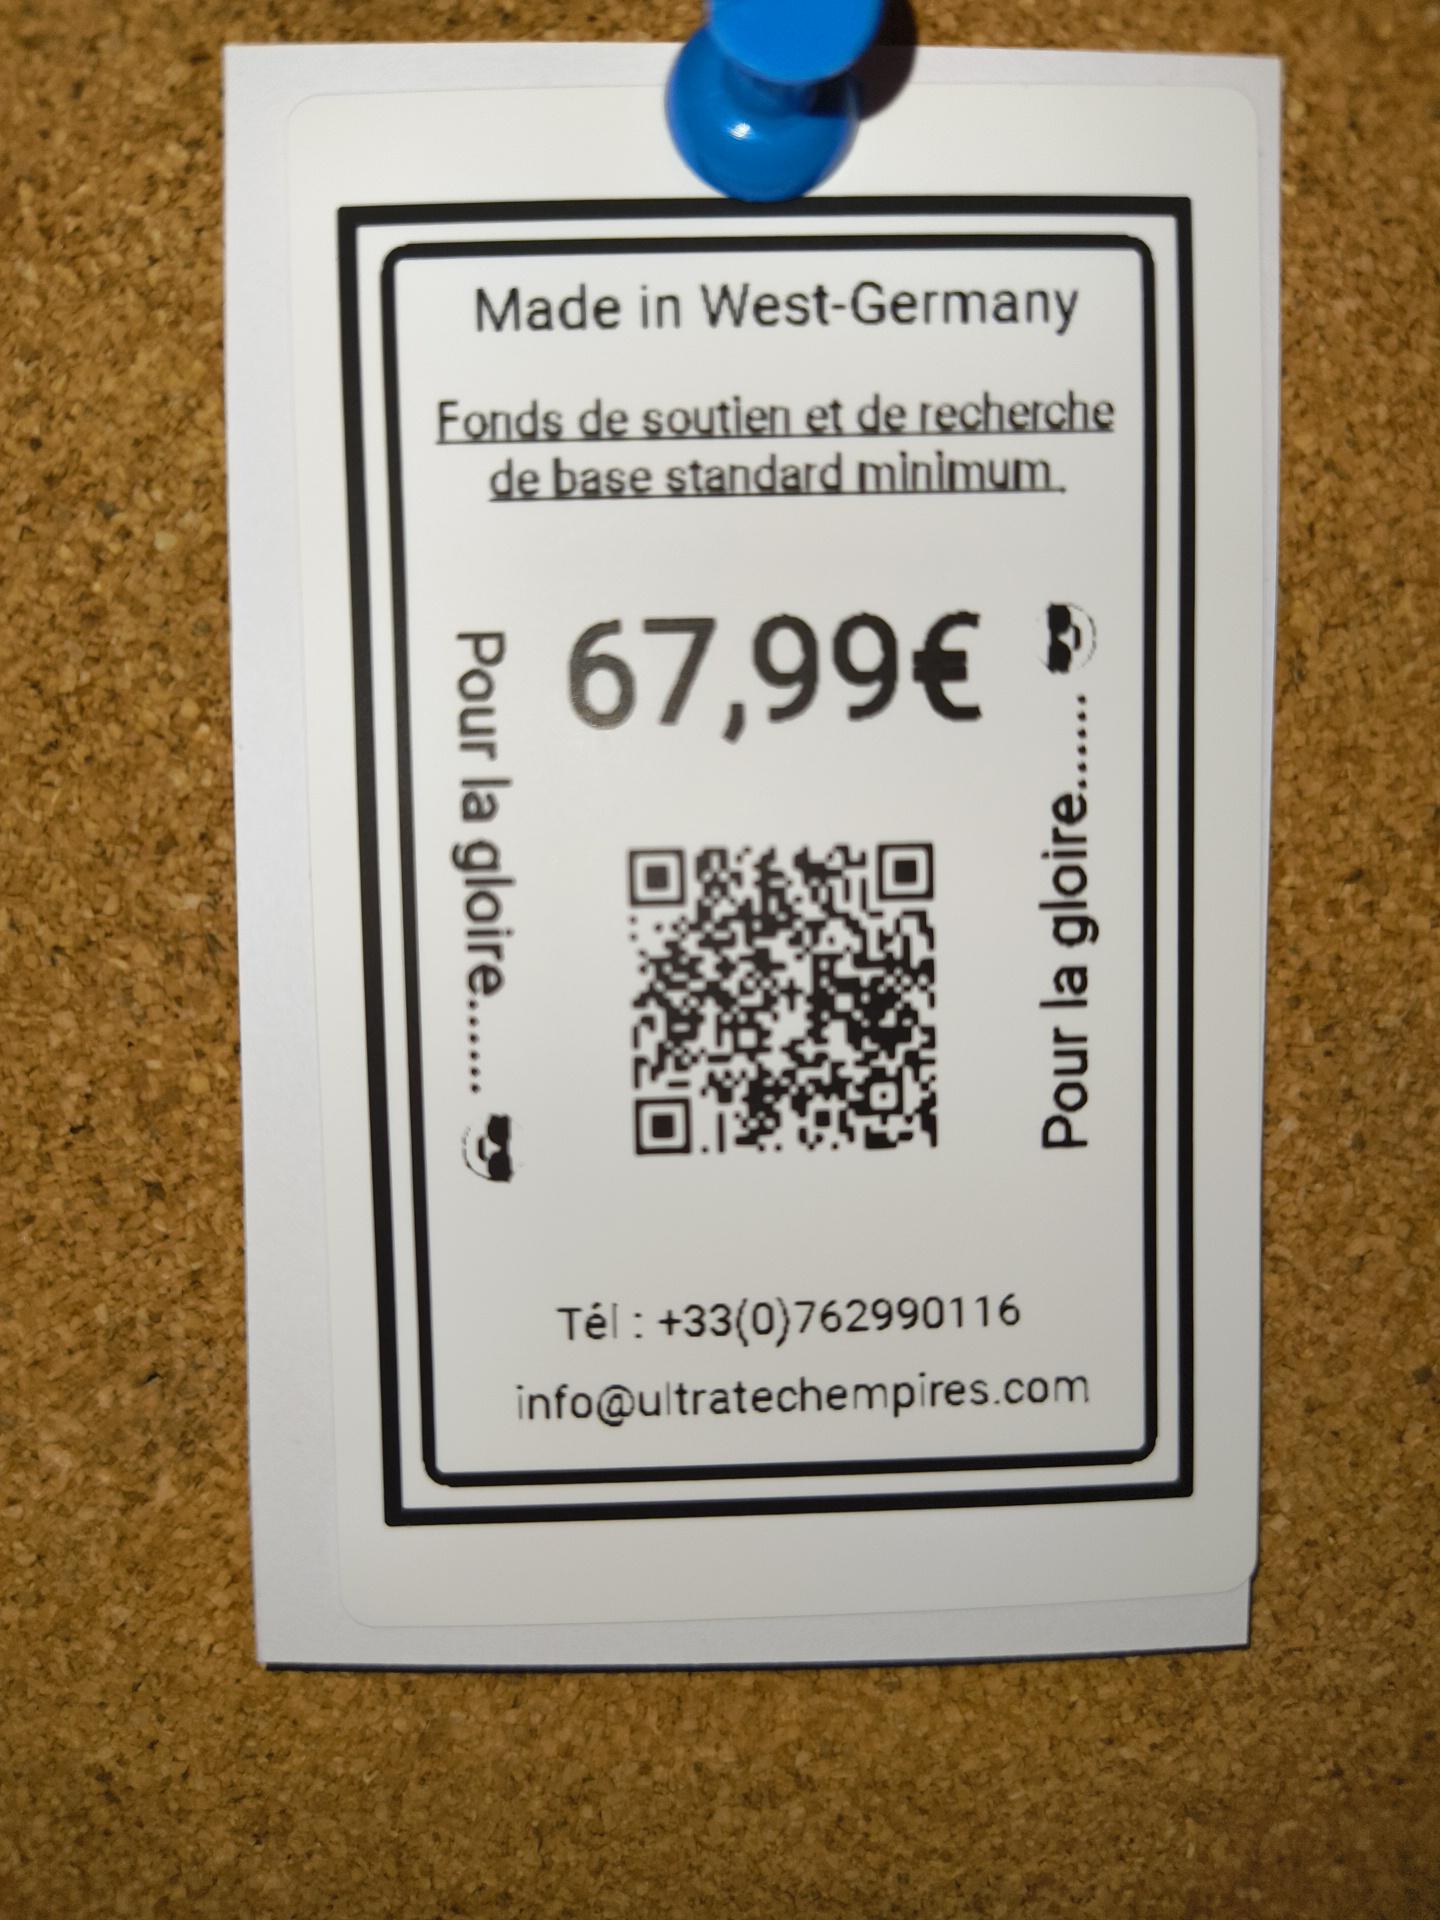 Made in West-Germany
Fonds de soutien et de recherche
de base standard minimum .
67,99€
Pour la gloire.......
Pour la gloire.......
Tél : +33(0)762990116
info@ultratechempires.com